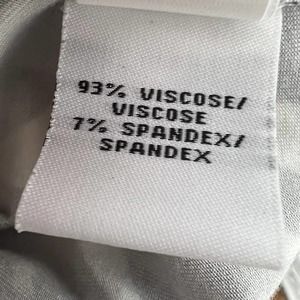 93% VISCOSE/
VISCOSE
7% SPANDEX/
SPANDEX